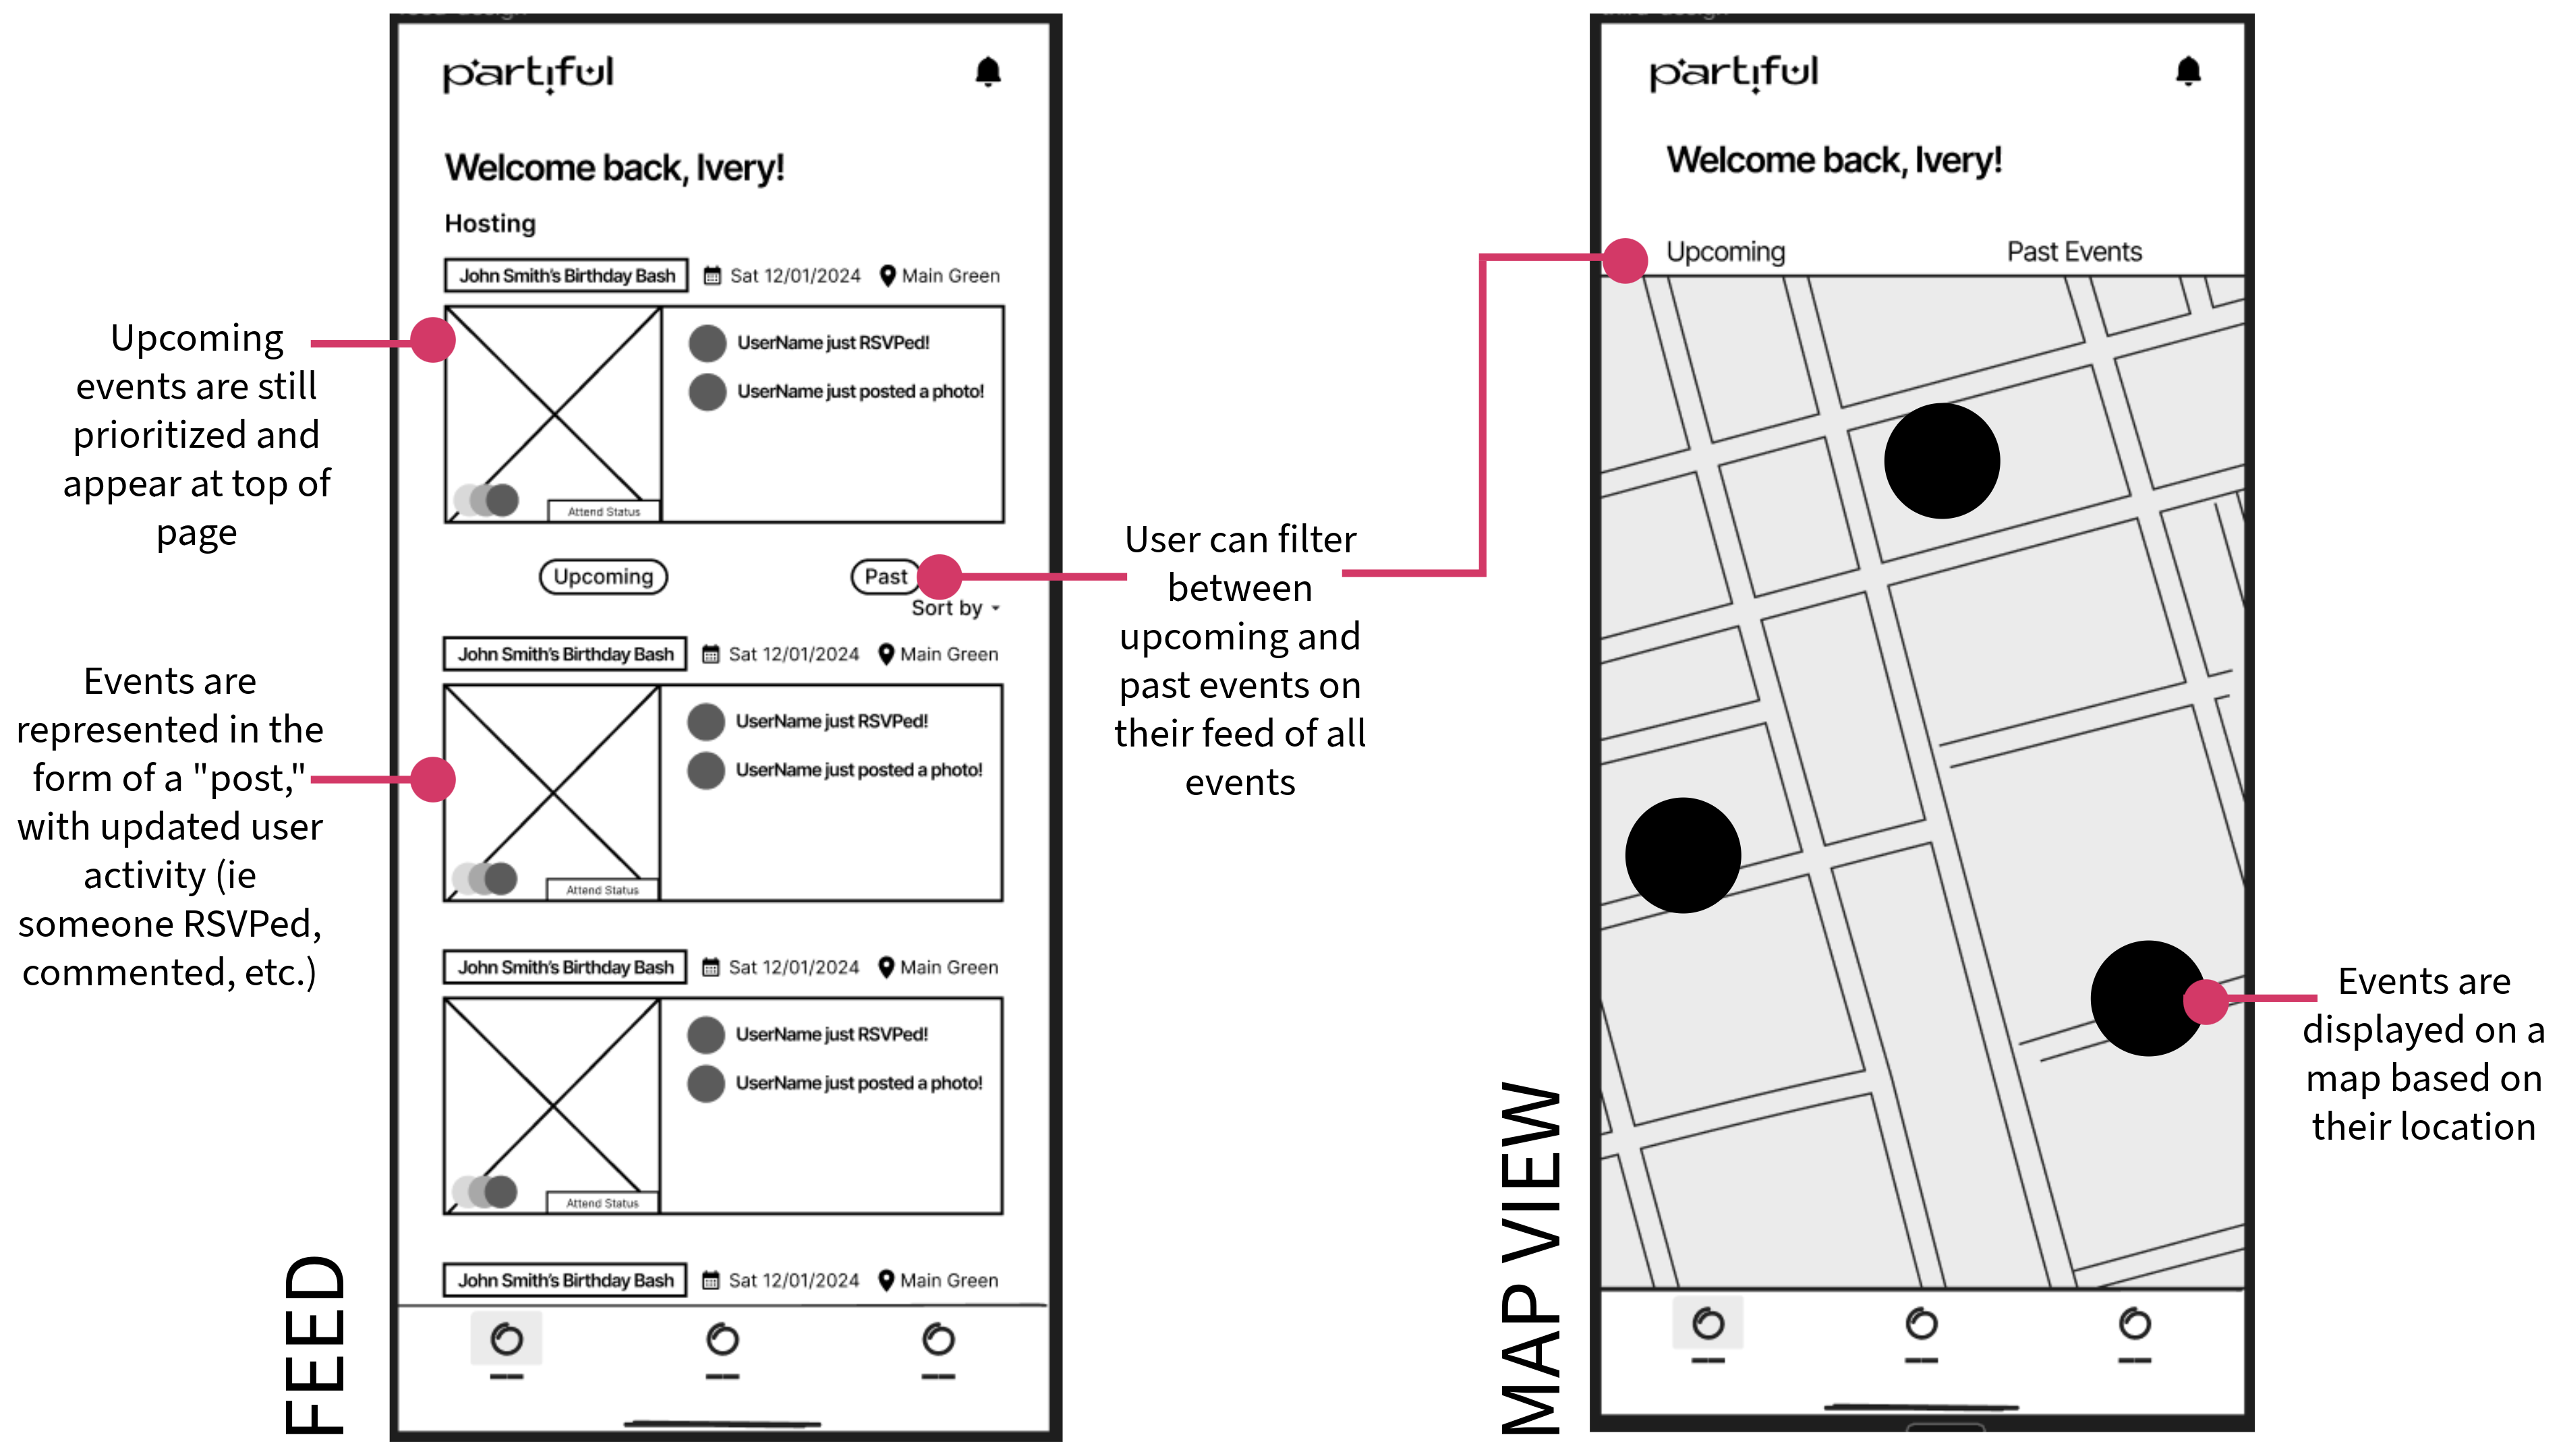 partiful
Welcome back, Ivery!
Hosting
John Smith's Birthday Bash Sat 12/01/2024 Main Green
UserName just RSVPed!
UserName just posted a photo!
Attend Status
Upcoming Past
Sort by
John Smith's Birthday Bash Sat 12/01/2024 Main Green
UserName just RSVPed!
UserName just posted a photo!
Attend Status
John Smith's Birthday Bash Sat 12/01/2024 Main Green
UserName just RSVPed!
UserName just posted a photo!
Attend Status
John Smith's Birthday Bash Sat 12/01/2024 Main Green
Upcoming
events are still
prioritized and
appear at top of
page
Events are
represented in the
form of a "post,"
with updated user
activity (ie
someone RSVPed,
commented, etc.)
FEED
User can filter
between
upcoming and
past events on
their feed of all
events
partiful
Welcome back, Ivery!
Upcoming Past Events
MAP VIEW
Events are
displayed on a
map based on
their location